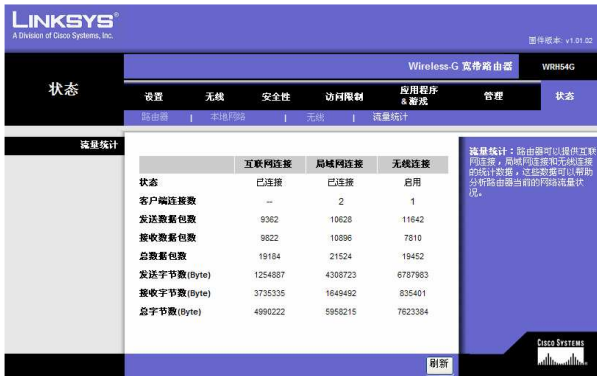 LINKSYS®
A Division of Cisco Systems, Inc.
固件版本: v1.01.02
Wireless-G 宽带路由器 WRH54G
状态
设置 无线 安全性 访问限制 应用程序 & 游戏 管理 状态
路由器 | 本地网络 | 无线 | 流量统计
流量统计
互联网连接 局域网连接 无线连接
状态 已连接 已连接 启用
客户端连接数 -- 2 1
发送数据包数 9362 10628 11642
接收数据包数 9822 10896 7810
总数据包数 19184 21524 19452
发送字节数(Byte) 1254887 4308723 6787983
接收字节数(Byte) 3735335 1649492 835401
总字节数(Byte) 4990222 5958215 7623384
流量统计：路由器可以提供互联
网连接，局域网连接和无线连接
的统计数据，这些数据可以帮助
分析路由器当前的网络流量状
况。
刷新
CISCO SYSTEMS